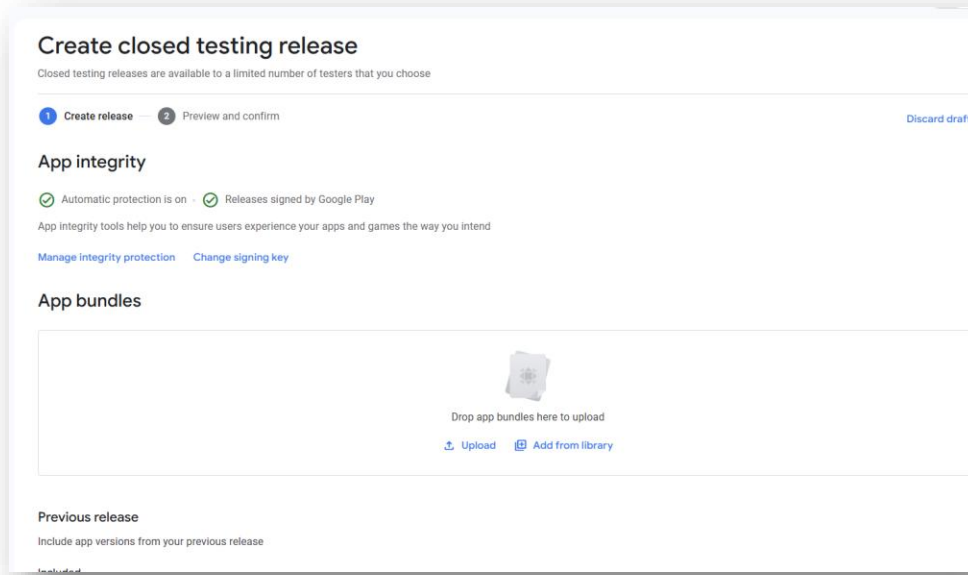 Create closed testing release
Closed testing releases are available to a limited number of testers that you choose
1 Create release 2 Preview and confirm
Discard draft
App integrity
Automatic protection is on · Releases signed by Google Play
App integrity tools help you to ensure users experience your apps and games the way you intend
Manage integrity protection Change signing key
App bundles
Drop app bundles here to upload
Upload Add from library
Previous release
Include app versions from your previous release
Included